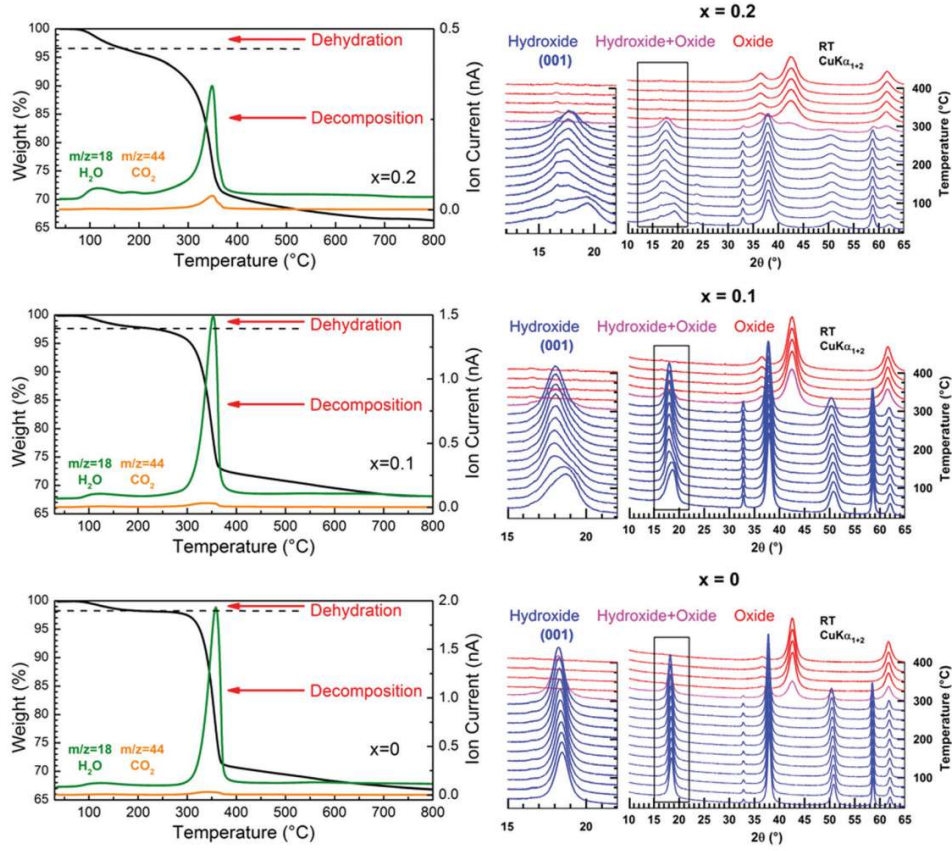 x = 0.2
100
95
90
85
80
75
70
65
Weight (%)
0.5
0.0
Ion Current (nA)
Dehydration
Decomposition
m/z=18 m/z=44
H₂O CO₂
x=0.2
100 200 300 400 500 600 700 800
Temperature (°C)
Hydroxide Hydroxide+Oxide Oxide
(001)
RT
CuKα₁₊₂
400
300
200
100
Temperature (°C)
16 20
10 15 20 25 30 35 40 45 50 55 60 65
2θ (°)
x = 0.1
100
95
90
85
80
75
70
65
Weight (%)
1.5
1.0
0.5
0.0
Ion Current (nA)
Dehydration
Decomposition
m/z=18 m/z=44
H₂O CO₂
x=0.1
100 200 300 400 500 600 700 800
Temperature (°C)
Hydroxide Hydroxide+Oxide Oxide
(001)
RT
CuKα₁₊₂
400
300
200
100
Temperature (°C)
15 20
10 15 20 25 30 35 40 45 50 55 60 65
2θ (°)
x = 0
100
95
90
85
80
75
70
65
Weight (%)
2.0
1.5
1.0
0.5
0.0
Ion Current (nA)
Dehydration
Decomposition
m/z=18 m/z=44
H₂O CO₂
x=0
100 200 300 400 500 600 700 800
Temperature (°C)
Hydroxide Hydroxide+Oxide Oxide
(001)
RT
CuKα₁₊₂
400
300
200
100
Temperature (°C)
15 20
10 15 20 25 30 35 40 45 50 55 60 65
2θ (°)